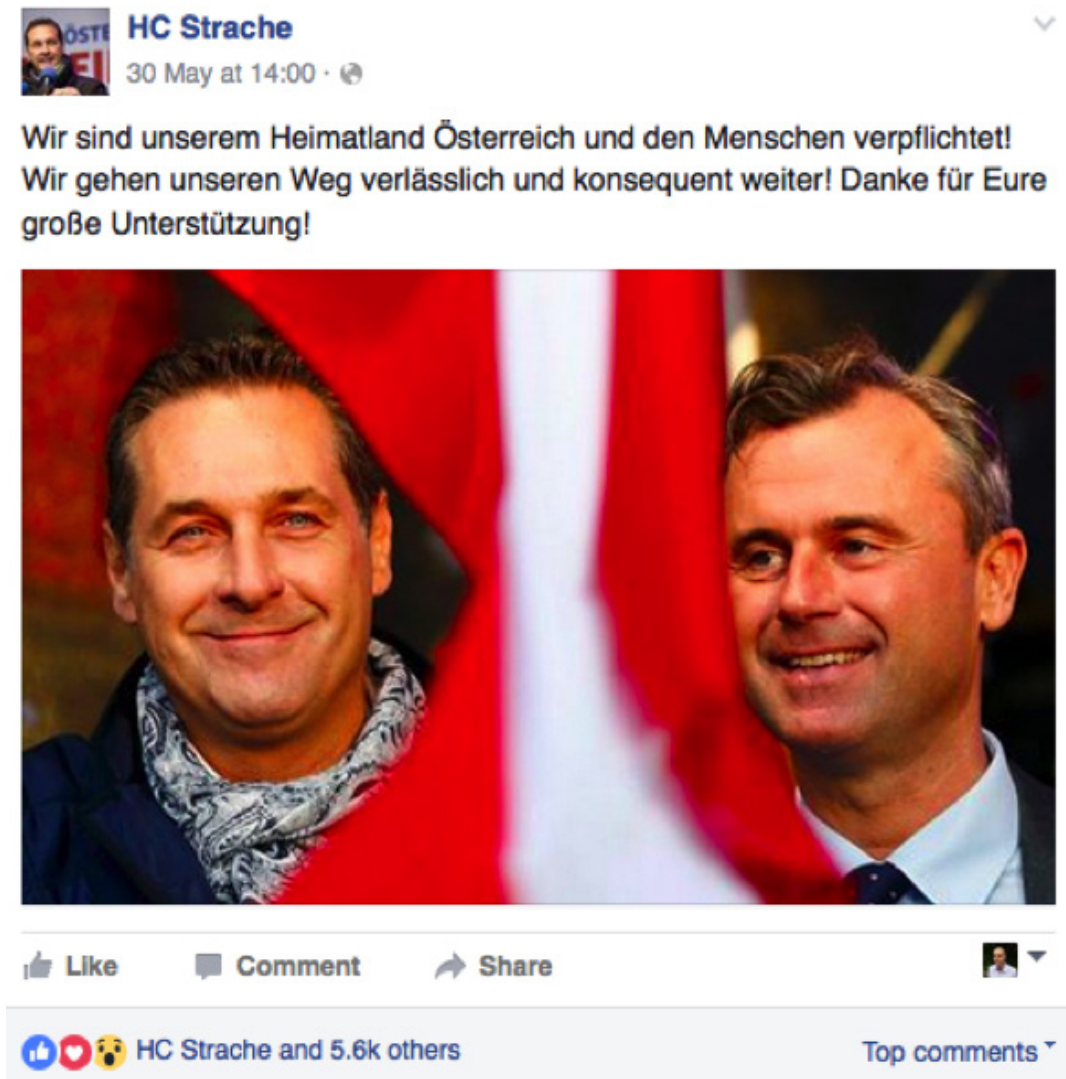 ÖSTE
HC Strache
30 May at 14:00 ·
Wir sind unserem Heimatland Österreich und den Menschen verpflichtet!
Wir gehen unseren Weg verlässlich und konsequent weiter! Danke für Eure
große Unterstützung!
Like Comment Share
HC Strache and 5.6k others Top comments